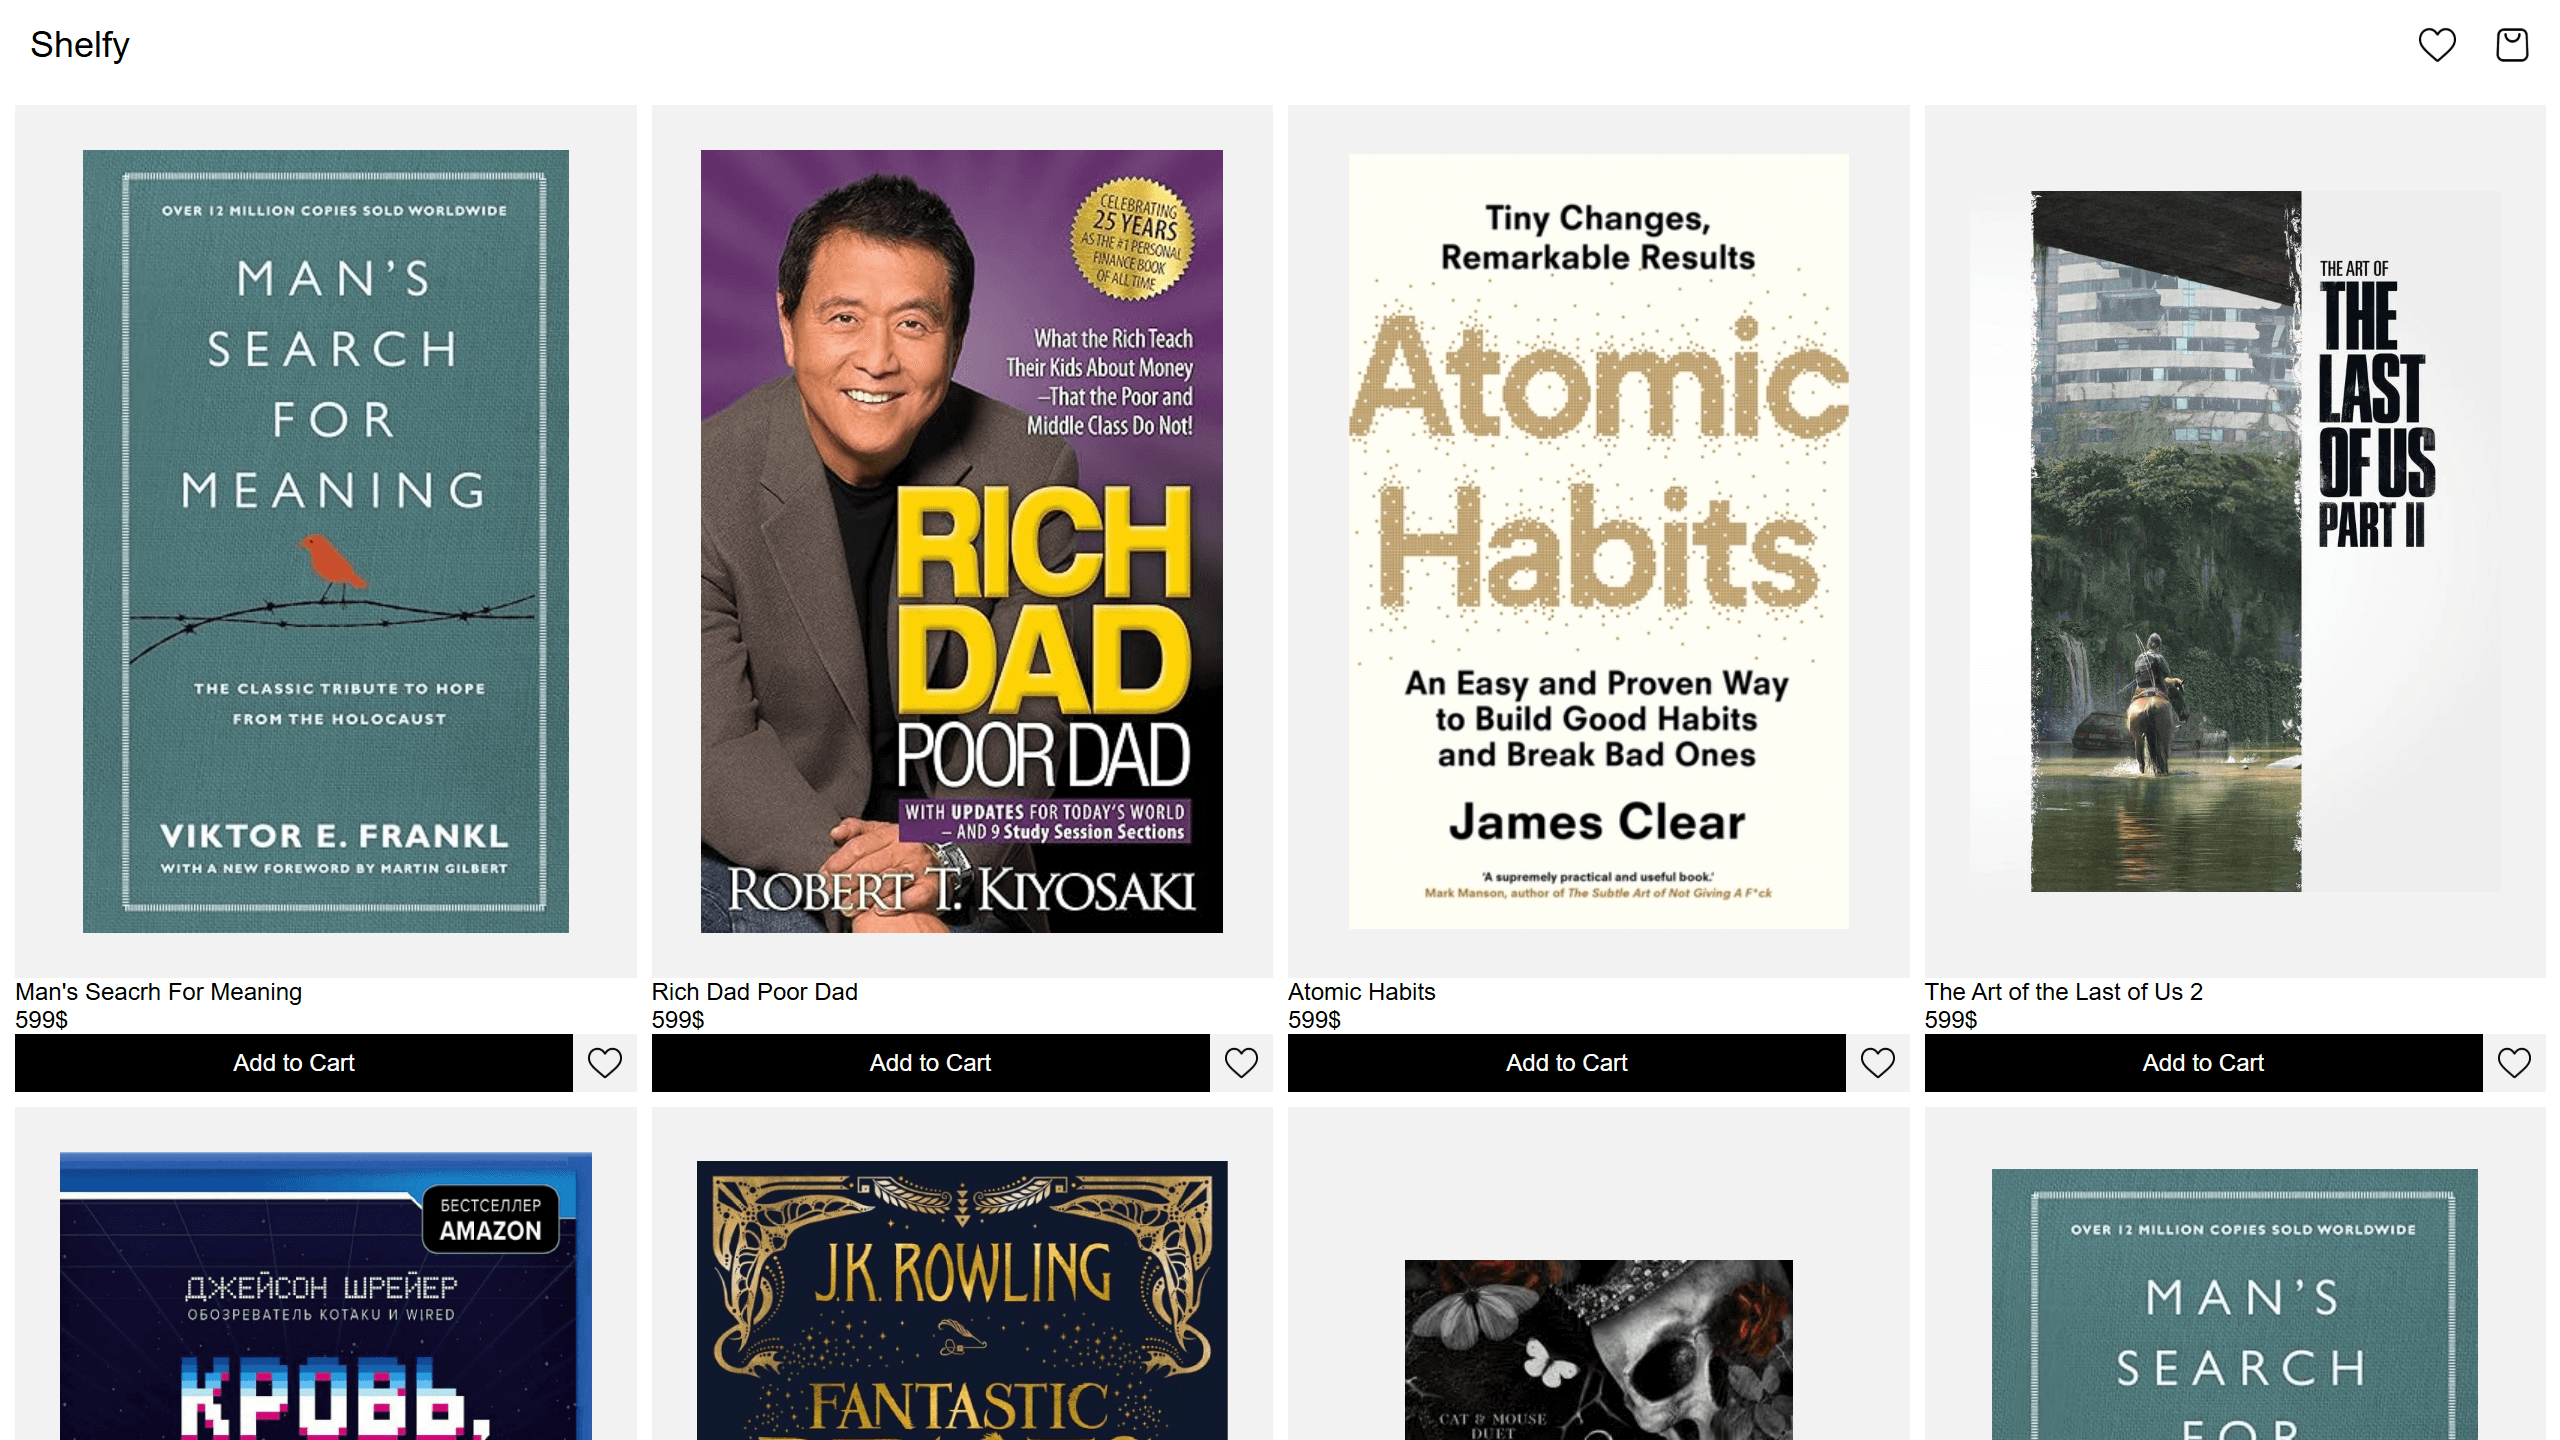 Shelfy
OVER 12 MILLION COPIES SOLD WORLDWIDE
MAN'S
SEARCH
FOR
MEANING
THE CLASSIC TRIBUTE TO HOPE
FROM THE HOLOCAUST
VIKTOR E. FRANKL
WITH A NEW FOREWORD BY MARTIN GILBERT
Man's Seacrh For Meaning
599$
Add to Cart
CELEBRATING
25 YEARS
AS THE #1 PERSONAL
FINANCE BOOK
OF ALL TIME
What the Rich Teach
Their Kids About Money
–That the Poor and
Middle Class Do Not!
RICH
DAD
POOR DAD
WITH UPDATES FOR TODAY'S WORLD
– AND 9 Study Session Sections
ROBERT T. KIYOSAKI
Rich Dad Poor Dad
599$
Add to Cart
Tiny Changes,
Remarkable Results
Atomic
Habits
An Easy and Proven Way
to Build Good Habits
and Break Bad Ones
James Clear
'A supremely practical and useful book.'
Mark Manson, author of The Subtle Art of Not Giving A F*ck
Atomic Habits
599$
Add to Cart
THE ART OF
THE
LAST
OF US
PART II
The Art of the Last of Us 2
599$
Add to Cart
БЕСТСЕЛЛЕР
AMAZON
ДЖЕЙСОН ШРЕЙЕР
ОБОЗРЕВАТЕЛЬ KOTAKU И WIRED
КРОВЬ,
J.K. ROWLING
FANTASTIC
CAT & MOUSE
DUET
OVER 12 MILLION COPIES SOLD WORLDWIDE
MAN'S
SEARCH
FOR